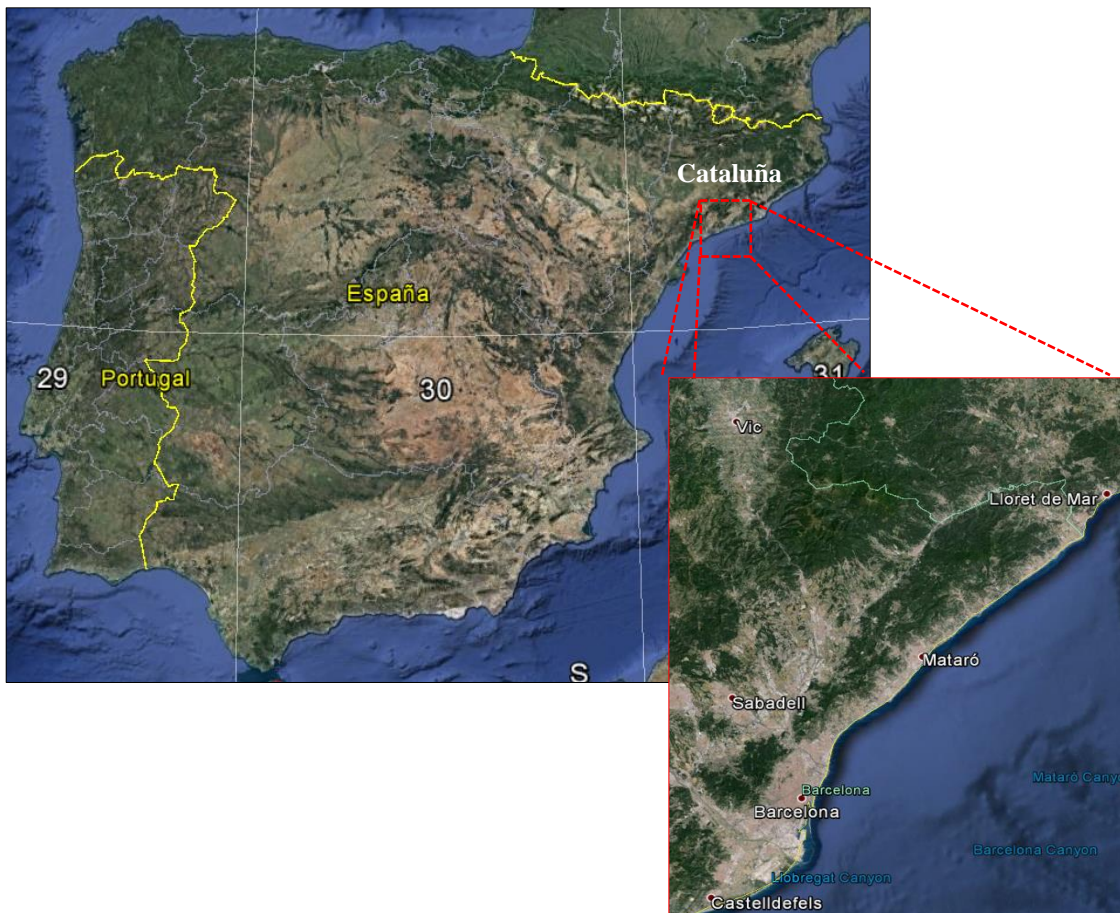 Cataluña
España
29
Portugal
30
31
S
Vic
Lloret de Mar
Mataró
Sabadell
Mataró Cany
Barcelona
Barcelona
Barcelona Canyon
Llobregat Canyon
Castelldefels